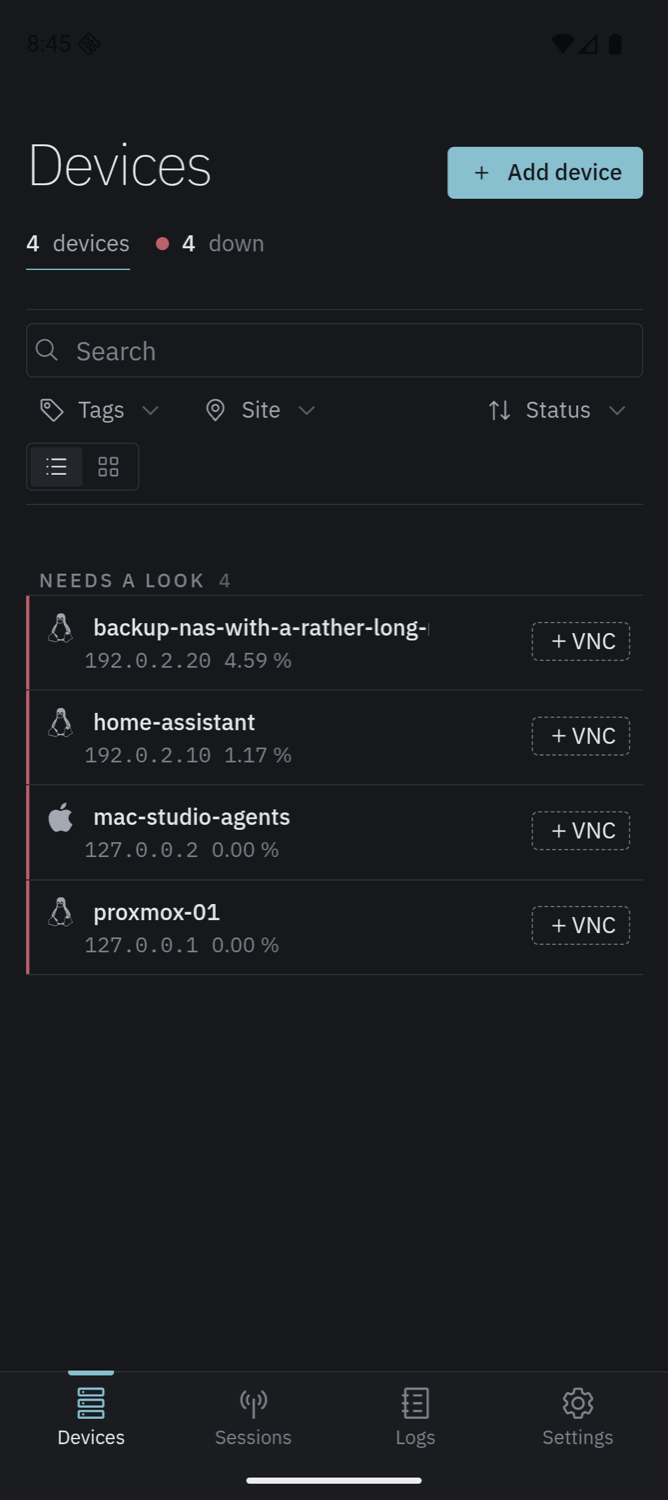 8:45
Devices
+ Add device
4 devices 4 down
Search
Tags Site Status
NEEDS A LOOK 4
backup-nas-with-a-rather-long-
192.0.2.20 4.59 %
+ VNC
home-assistant
192.0.2.10 1.17 %
+ VNC
mac-studio-agents
127.0.0.2 0.00 %
+ VNC
proxmox-01
127.0.0.1 0.00 %
+ VNC
Devices Sessions Logs Settings